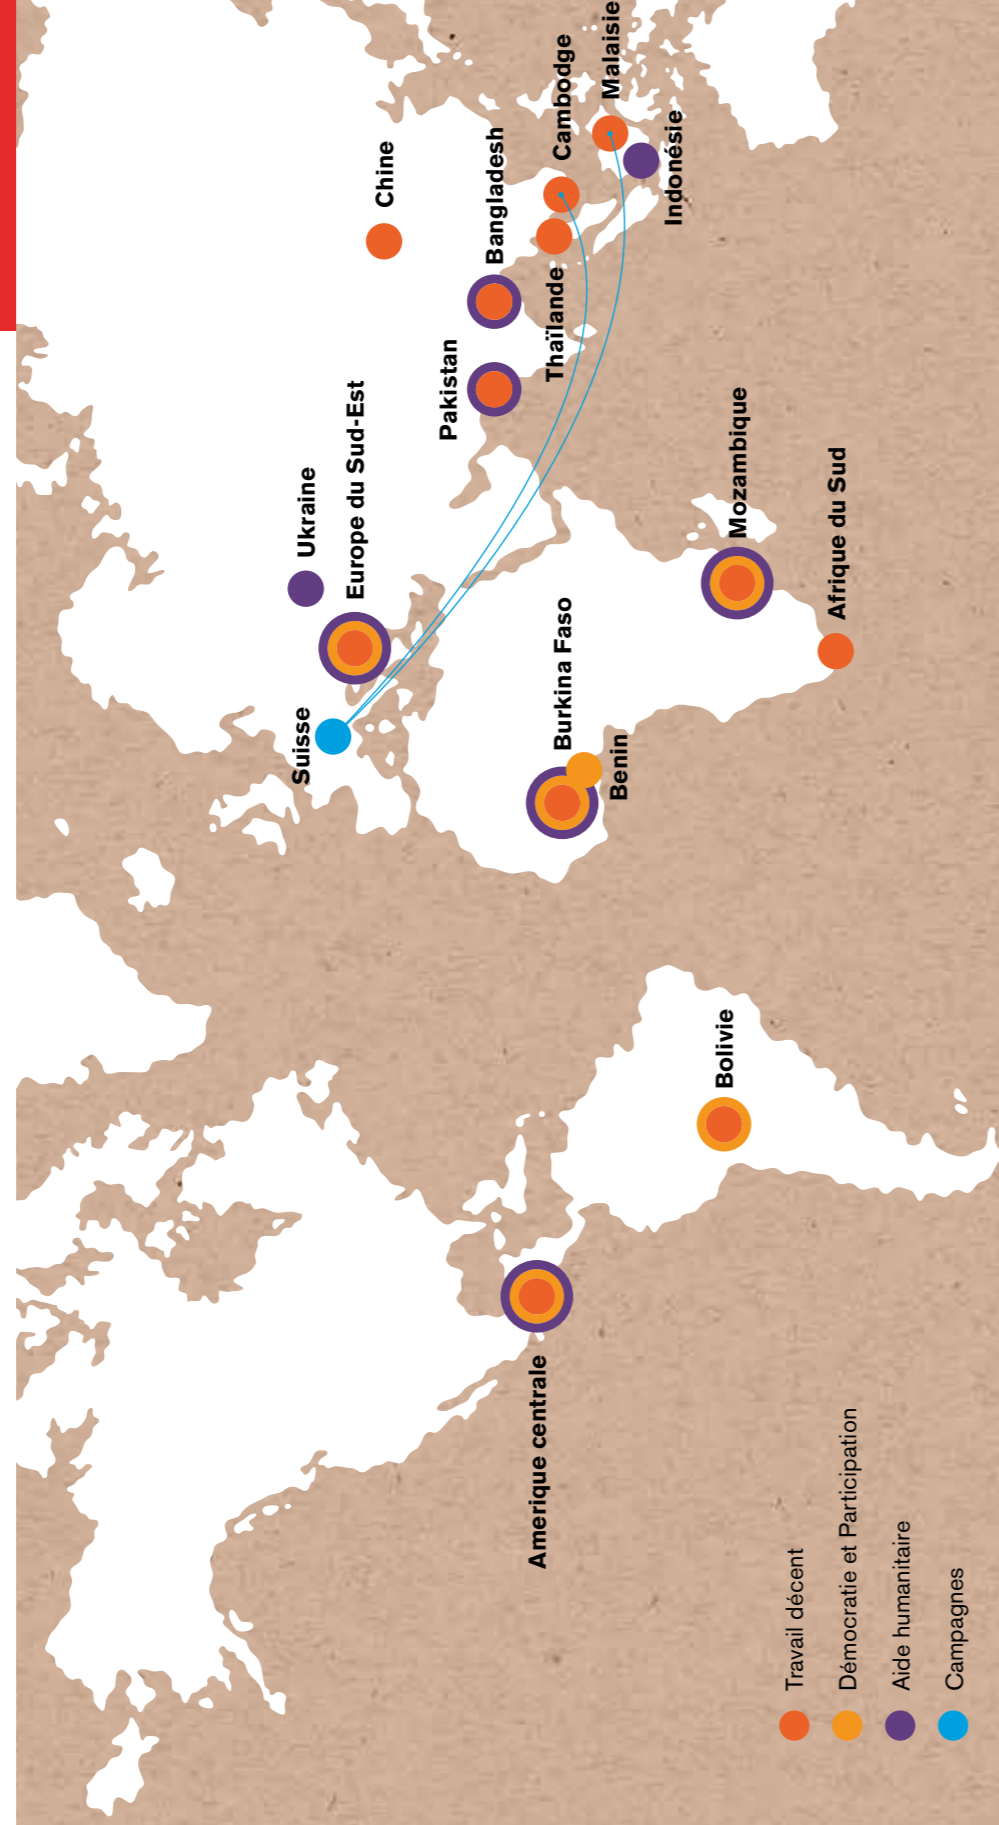 Suisse
Ukraine
Europe du Sud-Est
Chine
Pakistan
Bangladesh
Thaïlande
Cambodge
Malaisie
Indonésie
Burkina Faso
Benin
Mozambique
Afrique du Sud
Amerique centrale
Bolivie
Travail décent
Démocratie et Participation
Aide humanitaire
Campagnes